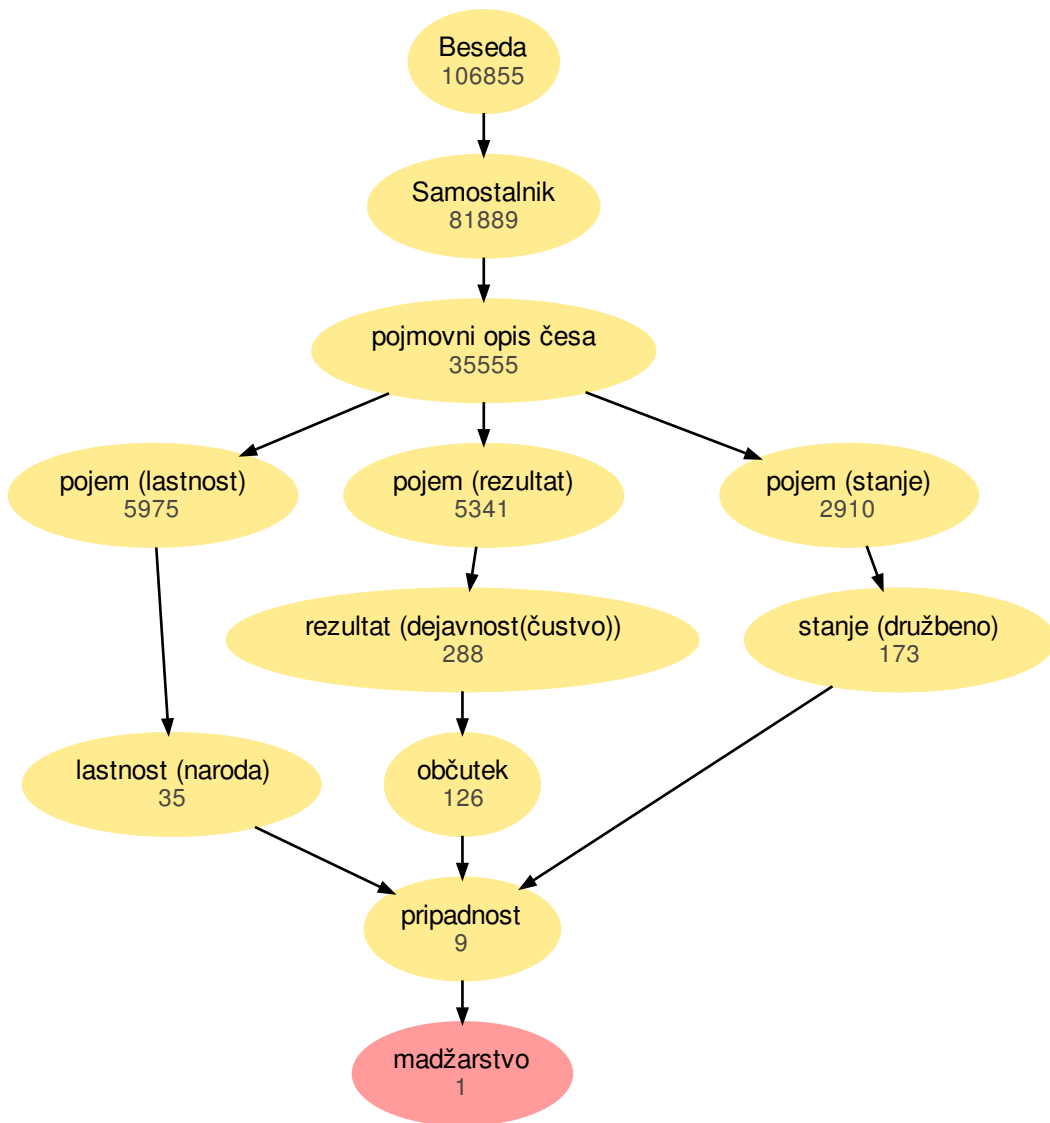 Beseda
106855
Samostalnik
81889
pojmovni opis česa
35555
pojem (lastnost)
5975
pojem (rezultat)
5341
pojem (stanje)
2910
rezultat (dejavnost(čustvo))
288
stanje (družbeno)
173
lastnost (naroda)
35
občutek
126
pripadnost
9
madžarstvo
1